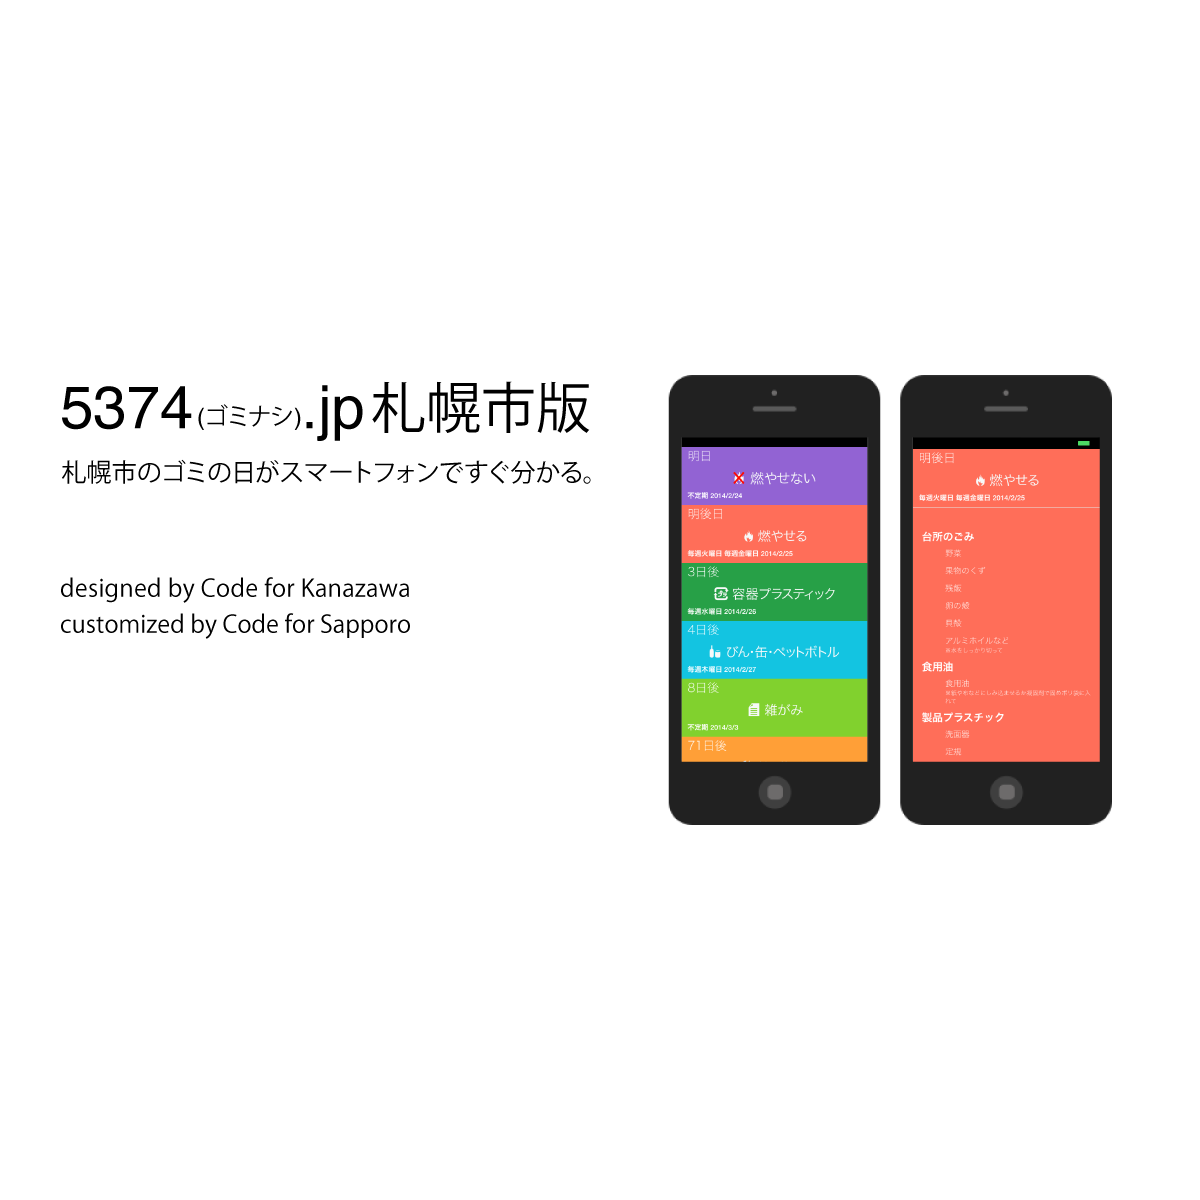 5374(ゴミナシ).jp札幌市版
札幌市のゴミの日がスマートフォンですぐ分かる。
designed by Code for Kanazawa
customized by Code for Sapporo
明日
燃やせない
不定期 2014/2/24
明後日
燃やせる
毎週火曜日 毎週金曜日 2014/2/25
3日後
容器プラスティック
毎週水曜日 2014/2/26
4日後
びん・缶・ペットボトル
毎週木曜日 2014/2/27
8日後
雑がみ
不定期 2014/3/3
71日後
明後日
燃やせる
毎週火曜日 毎週金曜日 2014/2/25
台所のごみ
野菜
果物のくず
残飯
卵の殻
貝殻
アルミホイルなど
食用油
食用油
製品プラスチック
洗面器
定規